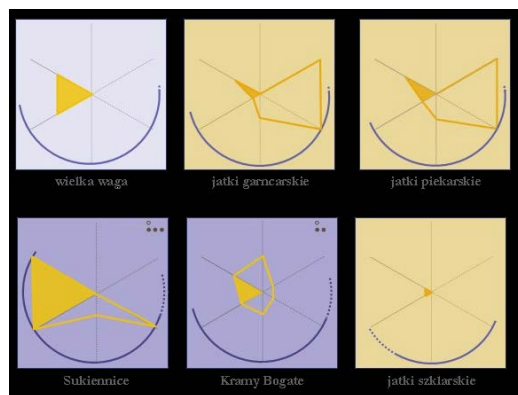 wielka waga
jatki garncarskie
jatki piekarskie
Sukiennice
Kramy Bogate
jatki szklarskie